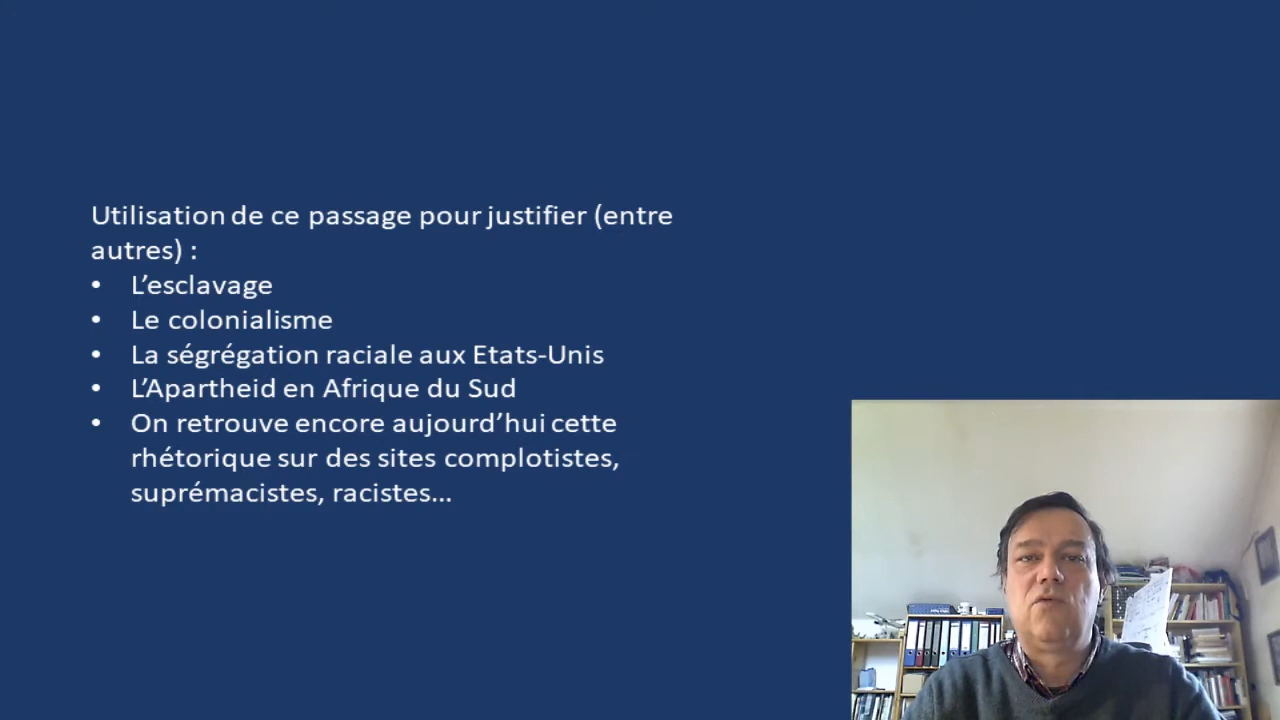 Utilisation de ce passage pour justifier (entre
autres) :
• L’esclavage
• Le colonialisme
• La ségrégation raciale aux Etats-Unis
• L’Apartheid en Afrique du Sud
• On retrouve encore aujourd’hui cette
rhétorique sur des sites complotistes,
suprémacistes, racistes…